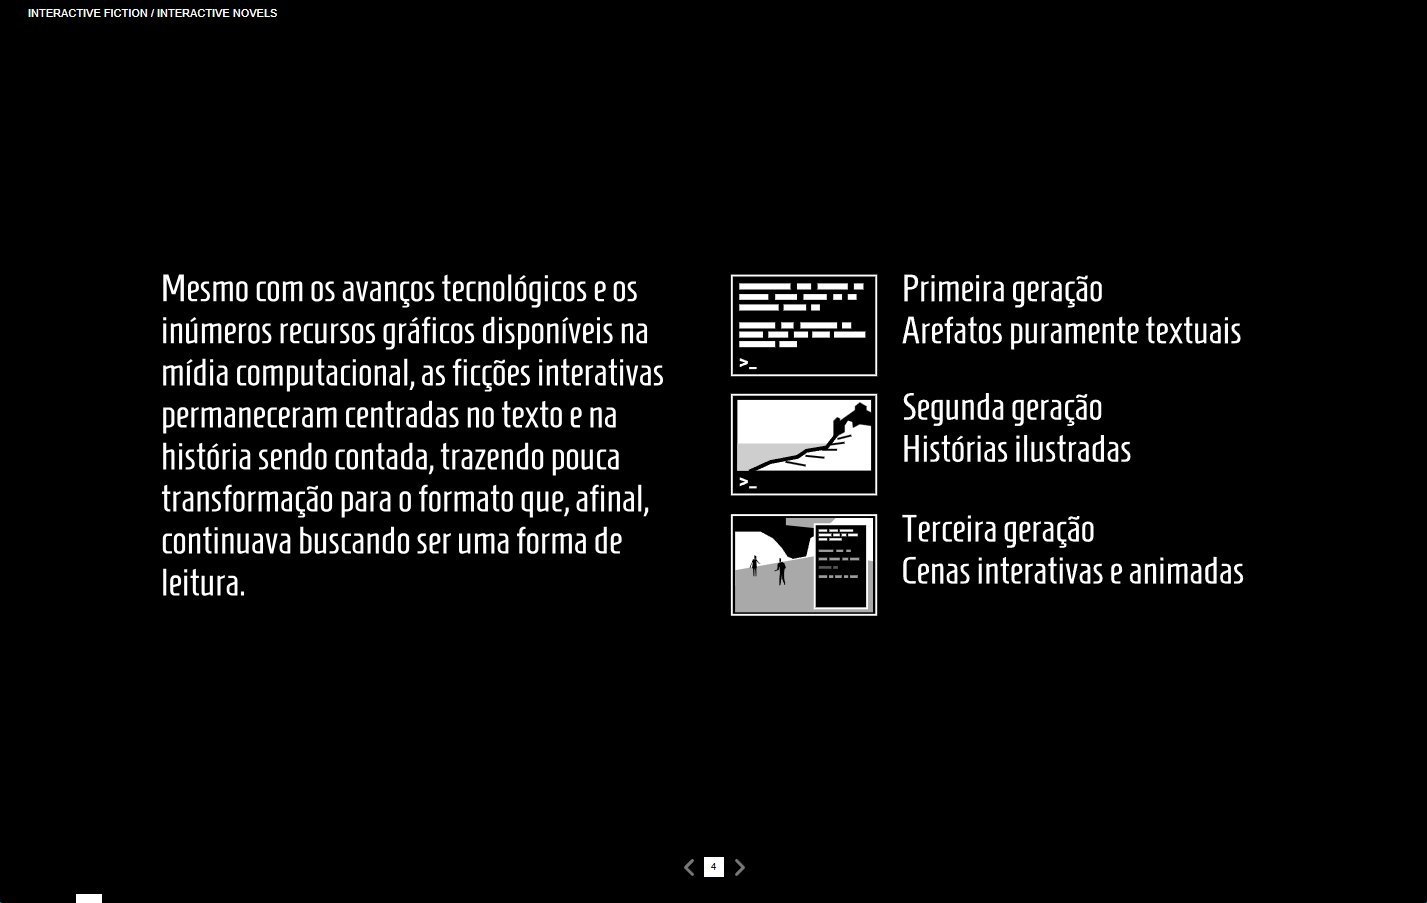 INTERACTIVE FICTION / INTERACTIVE NOVELS
Mesmo com os avanços tecnológicos e os
inúmeros recursos gráficos disponíveis na
mídia computacional, as ficções interativas
permaneceram centradas no texto e na
história sendo contada, trazendo pouca
transformação para o formato que, afinal,
continuava buscando ser uma forma de
leitura.
>_
Primeira geração
Arefatos puramente textuais
>_
Segunda geração
Histórias ilustradas
Terceira geração
Cenas interativas e animadas
4